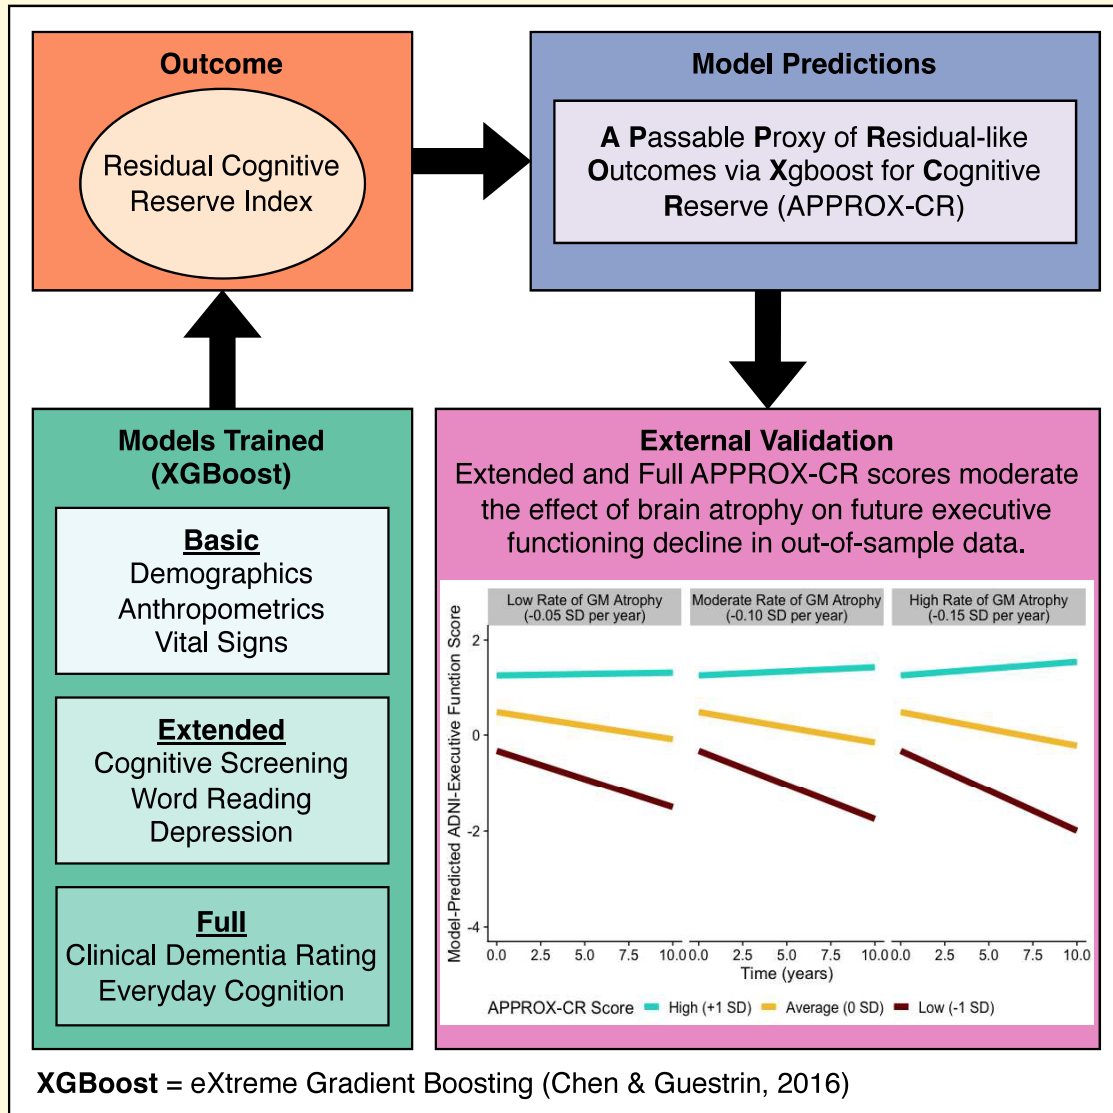 Outcome
Residual Cognitive
Reserve Index
Model Predictions
A Passable Proxy of Residual-like
Outcomes via Xgboost for Cognitive
Reserve (APPROX-CR)
Models Trained
(XGBoost)
Basic
Demographics
Anthropometrics
Vital Signs
Extended
Cognitive Screening
Word Reading
Depression
Full
Clinical Dementia Rating
Everyday Cognition
External Validation
Extended and Full APPROX-CR scores moderate
the effect of brain atrophy on future executive
functioning decline in out-of-sample data.
Low Rate of GM Atrophy
(-0.05 SD per year)
Moderate Rate of GM Atrophy
(-0.10 SD per year)
High Rate of GM Atrophy
(-0.15 SD per year)
Model-Predicted ADNI-Executive Function Score
2
0
-2
-4
0.0 2.5 5.0 7.5 10.0
0.0 2.5 5.0 7.5 10.0
0.0 2.5 5.0 7.5 10.0
Time (years)
APPROX-CR Score High (+1 SD) Average (0 SD) Low (-1 SD)
XGBoost = eXtreme Gradient Boosting (Chen & Guestrin, 2016)